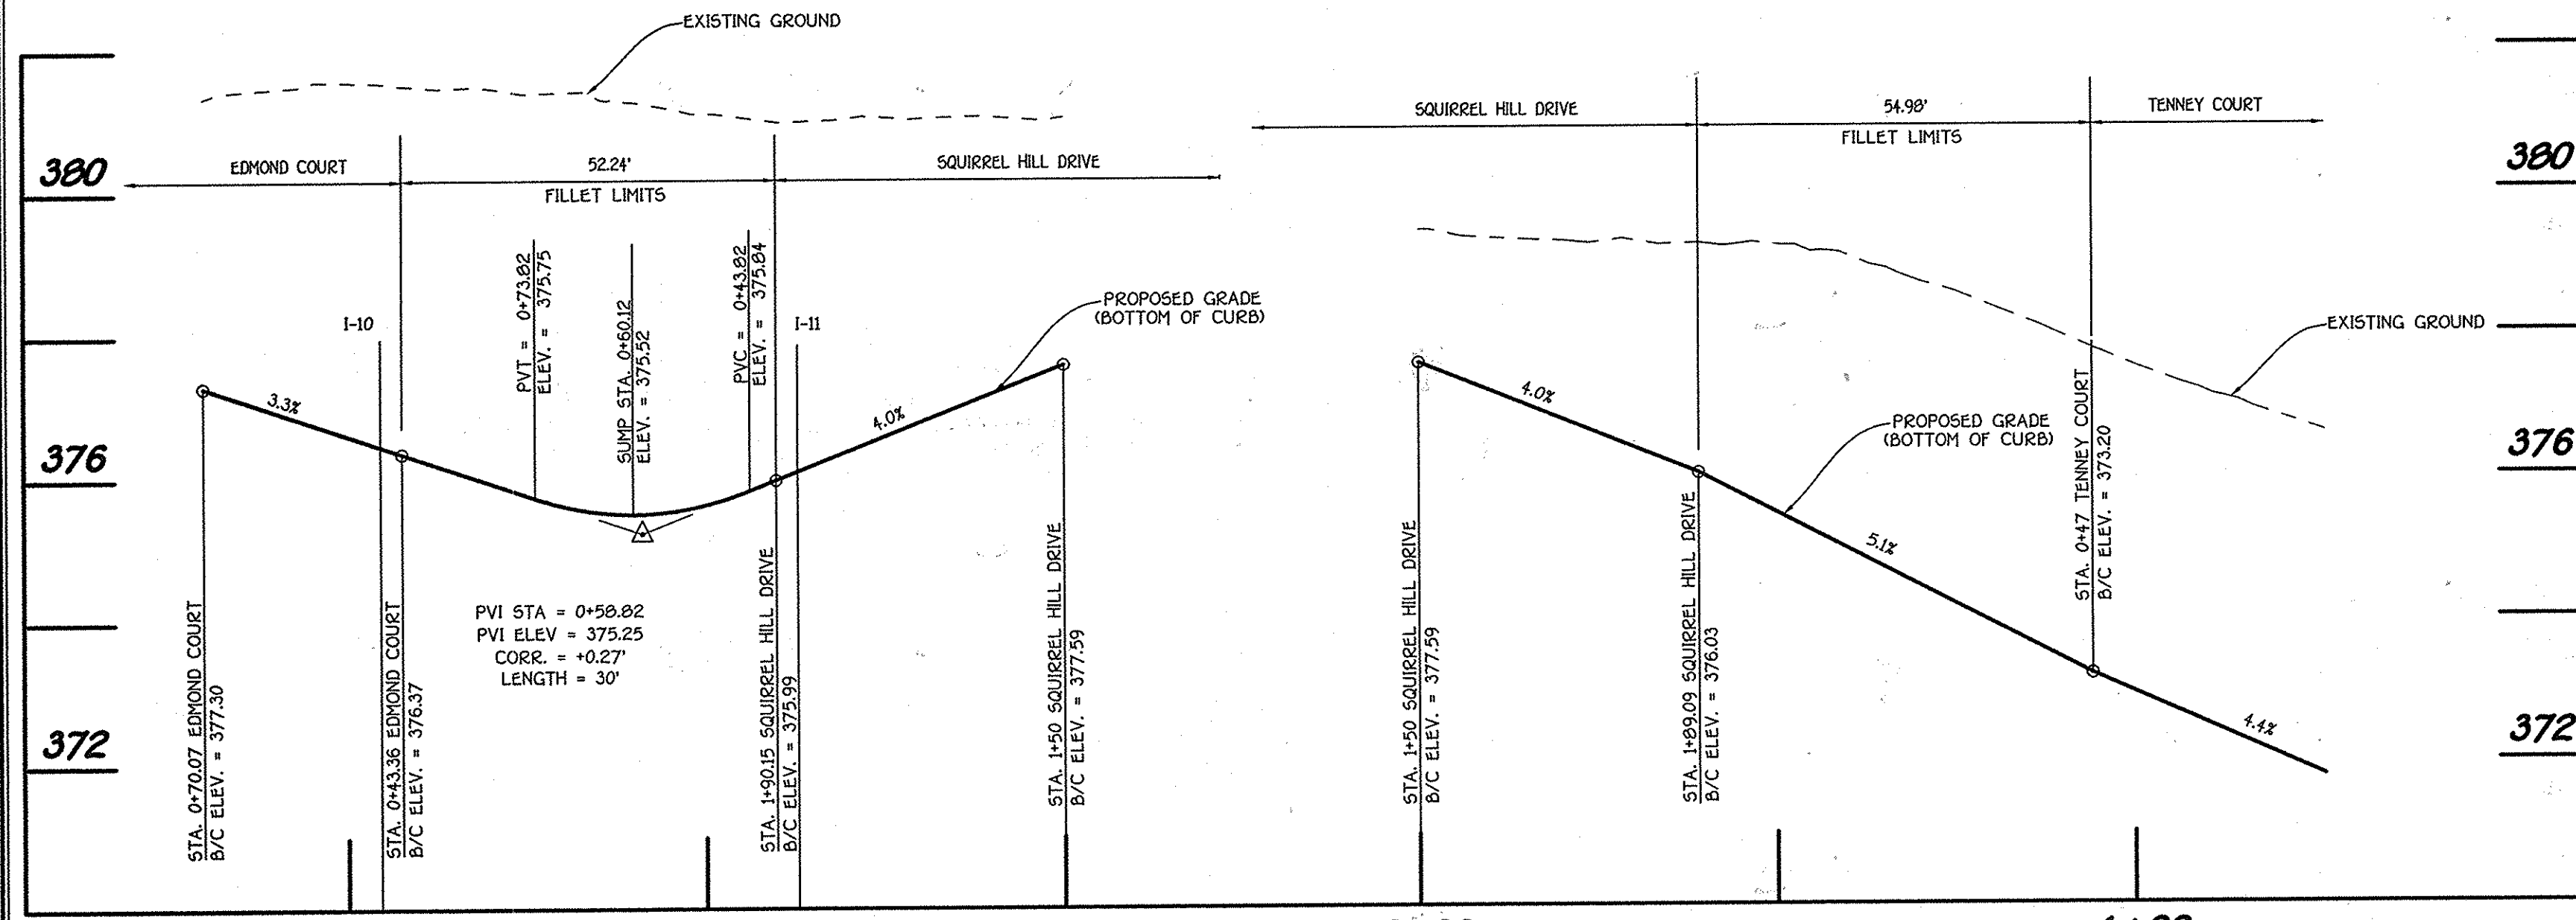 EXISTING GROUND
380
EDMOND COURT
52.24'
FILLET LIMITS
SQUIRREL HILL DRIVE
I-10
PVT = 0+73.82
ELEV. = 375.75
SUMP STA. 0+60.12
ELEV. = 375.52
PVC = 0+43.82
ELEV. = 375.84
I-11
PROPOSED GRADE
(BOTTOM OF CURB)
3.3%
4.0%
376
PVI STA = 0+58.82
PVI ELEV = 375.25
CORR. = +0.27'
LENGTH = 30'
372
STA. 0+70.07 EDMOND COURT
B/C ELEV. = 377.30
STA. 0+43.36 EDMOND COURT
B/C ELEV. = 376.37
STA. 1+90.15 SQUIRREL HILL DRIVE
B/C ELEV. = 375.99
STA. 1+50 SQUIRREL HILL DRIVE
B/C ELEV. = 377.59
SQUIRREL HILL DRIVE
54.98'
FILLET LIMITS
TENNEY COURT
380
EXISTING GROUND
4.0%
PROPOSED GRADE
(BOTTOM OF CURB)
5.1%
4.4%
376
STA. 1+50 SQUIRREL HILL DRIVE
B/C ELEV. = 377.59
STA. 1+89.09 SQUIRREL HILL DRIVE
B/C ELEV. = 376.03
STA. 0+47 TENNEY COURT
B/C ELEV. = 373.20
372